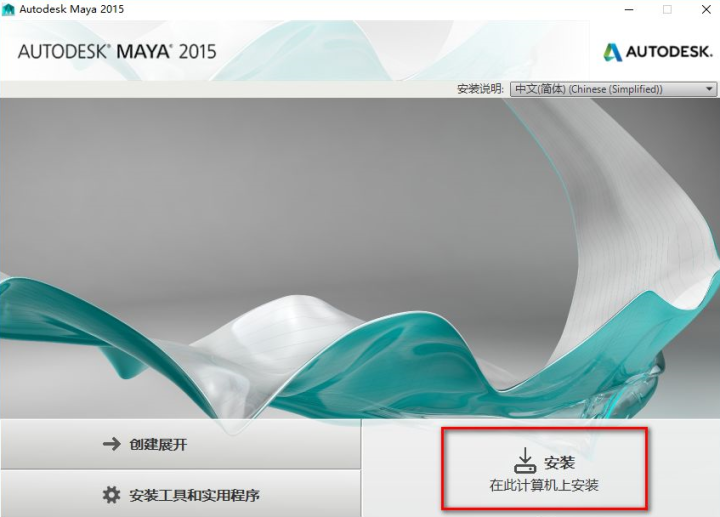 Autodesk Maya 2015
AUTODESK® MAYA® 2015
AUTODESK.
安装说明: 中文(简体) (Chinese (Simplified))
创建展开
安装工具和实用程序
安装
在此计算机上安装